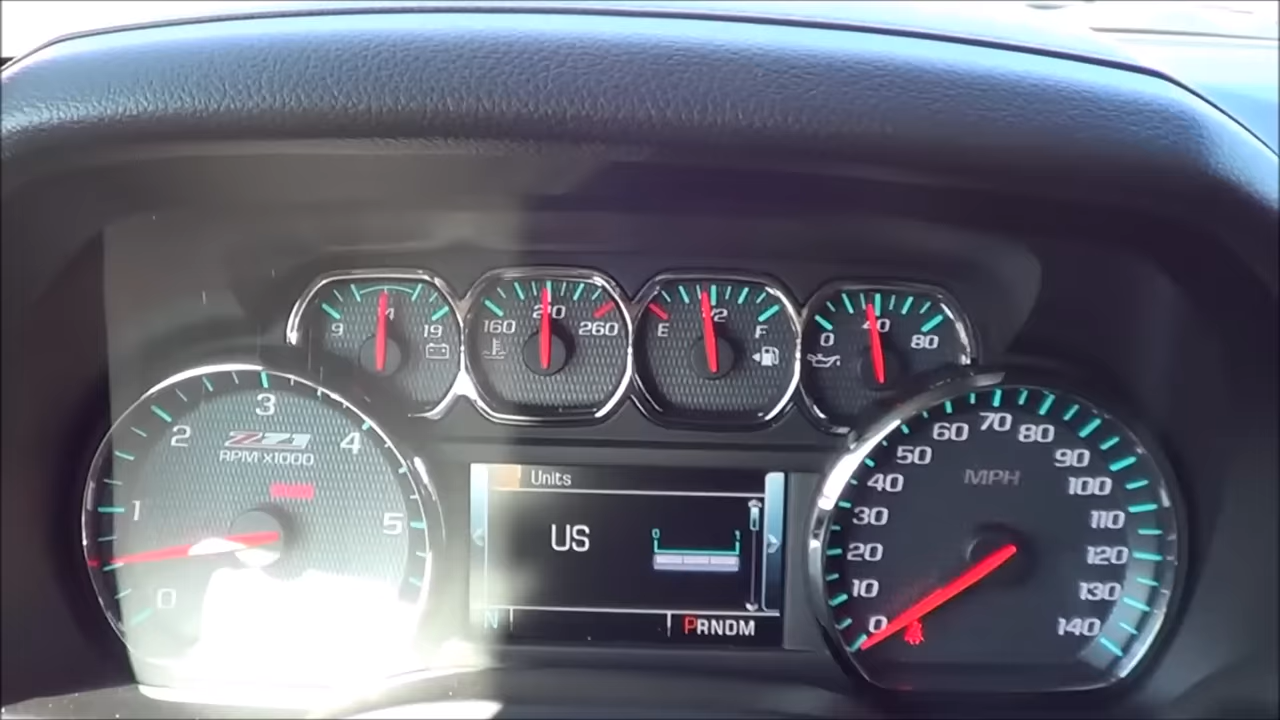 9 14 19
160 210 260
E 1/2 F
0 40 80
0 1 2 3 4 5
Z71
RPM x1000
Units
US
0 1
N
PRNDM
MPH
0 10 20 30 40 50 60 70 80 90 100 110 120 130 140